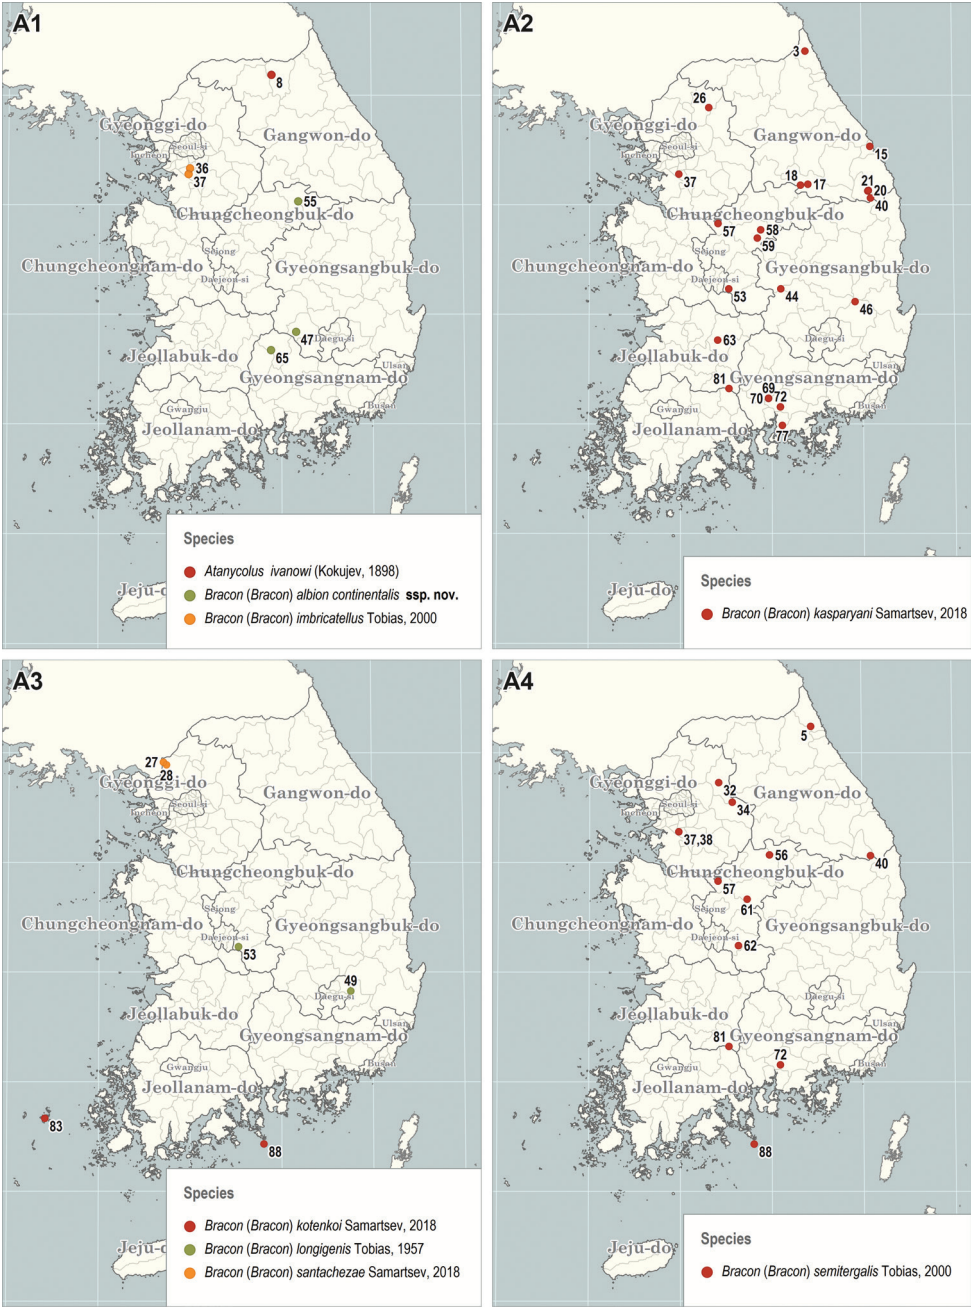 A1
8
Gyeonggi-do
Gangwon-do
Seoul-si
Incheon
36
37
55
Chungcheongbuk-do
Sejong
Chungcheongnam-do
Gyeongsangbuk-do
Daejeon-si
47
Daegu-si
65
Jeollabuk-do
Ulsan
Gyeongsangnam-do
Busan
Gwangju
Jeollanam-do
Jeju-d
Species
Atanycolus ivanowi (Kokujev, 1898)
Bracon (Bracon) albion continentalis ssp. nov.
Bracon (Bracon) imbricatellus Tobias, 2000
A2
3
26
Gyeonggi-do
Gangwon-do
Seoul-si
Incheon
15
37
18
17
21
20
40
Chungcheongbuk-do
57
58
59
Sejong
Chungcheongnam-do
Gyeongsangbuk-do
Daejeon-si
53
44
46
63
Daegu-si
Jeollabuk-do
Ulsan
81
Gyeongsangnam-do
69
70
72
Busan
Gwangju
Jeollanam-do
77
Jeju-do
Species
Bracon (Bracon) kasparyani Samartsev, 2018
A3
27
28
Gyeonggi-do
Gangwon-do
Seoul-si
Incheon
Chungcheongbuk-do
Sejong
Chungcheongnam-do
Gyeongsangbuk-do
Daejeon-si
53
49
Daegu-si
Jeollabuk-do
Ulsan
Gyeongsangnam-do
Busan
Gwangju
Jeollanam-do
83
88
Jeju-d
Species
Bracon (Bracon) kotenkoi Samartsev, 2018
Bracon (Bracon) longigenis Tobias, 1957
Bracon (Bracon) santachezae Samartsev, 2018
A4
5
Gyeonggi-do
32
Gangwon-do
Seoul-si
34
Incheon
37,38
56
40
Chungcheongbuk-do
57
61
Sejong
Chungcheongnam-do
Gyeongsangbuk-do
Daejeon-si
62
Daegu-si
Jeollabuk-do
Ulsan
81
Gyeongsangnam-do
72
Busan
Gwangju
Jeollanam-do
88
Jeju-do
Species
Bracon (Bracon) semitergalis Tobias, 2000